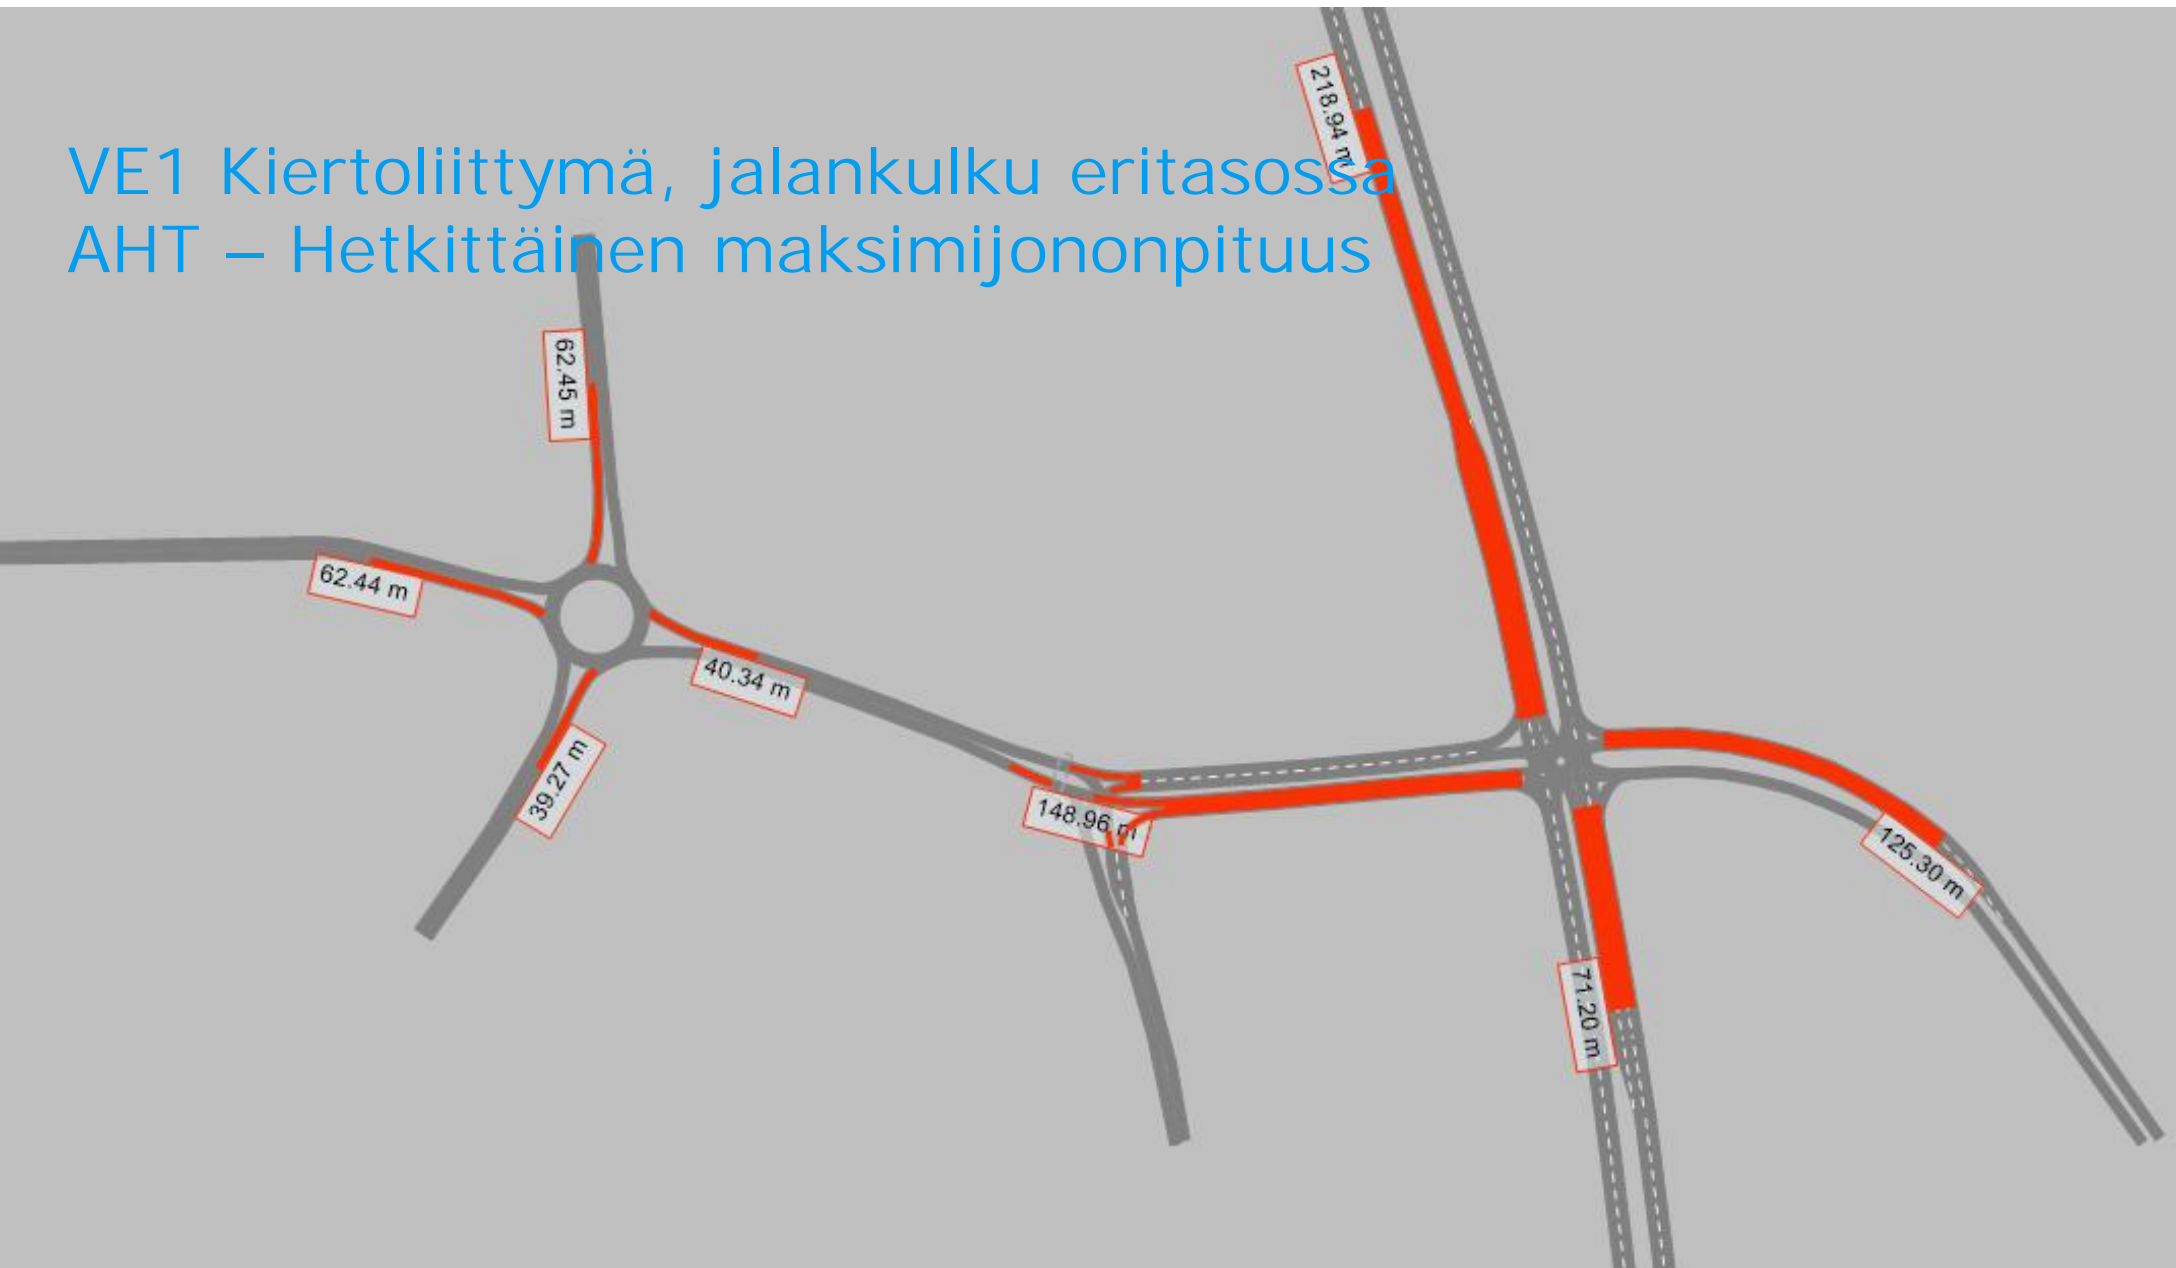 218.94 m
VE1 Kiertoliittymä, jalankulku eritasossa
AHT – Hetkittäinen maksimijononpituus
62.45 m
62.44 m
40.34 m
39.27 m
148.96 m
125.30 m
71.20 m